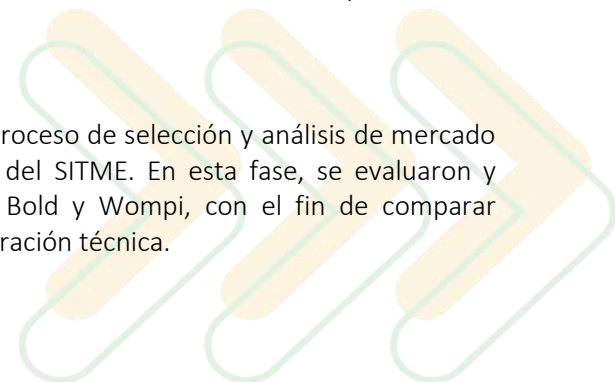 roceso de selección y análisis de mercado
del SITME. En esta fase, se evaluaron y
Bold y Wompi, con el fin de comparar
ración técnica.